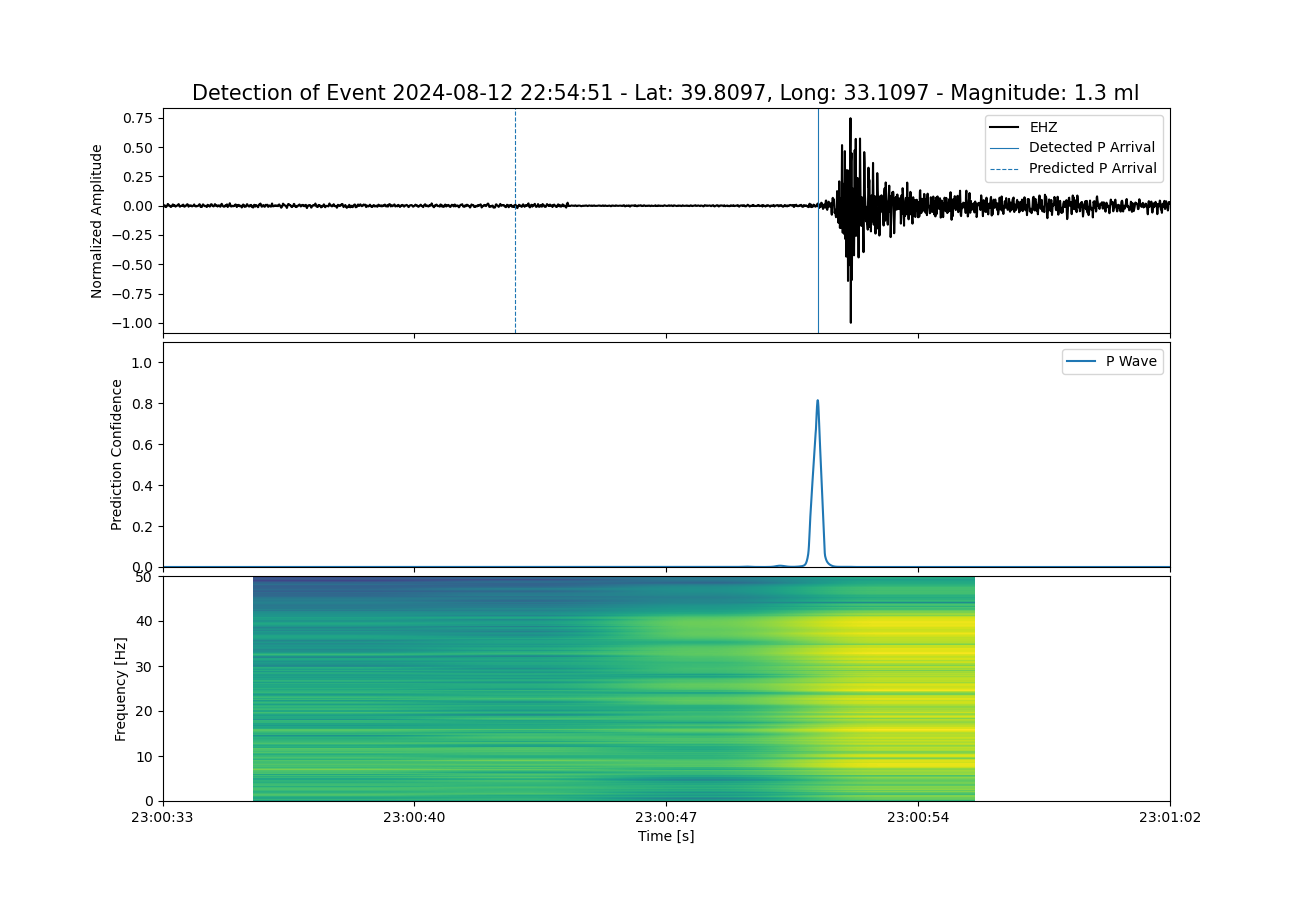 Detection of Event 2024-08-12 22:54:51 - Lat: 39.8097, Long: 33.1097 - Magnitude: 1.3 ml
Normalized Amplitude
0.75
0.50
0.25
0.00
−0.25
−0.50
−0.75
−1.00
EHZ
Detected P Arrival
Predicted P Arrival
Prediction Confidence
1.0
0.8
0.6
0.4
0.2
0.0
P Wave
Frequency [Hz]
50
40
30
20
10
0
23:00:33 23:00:40 23:00:47 23:00:54 23:01:02
Time [s]